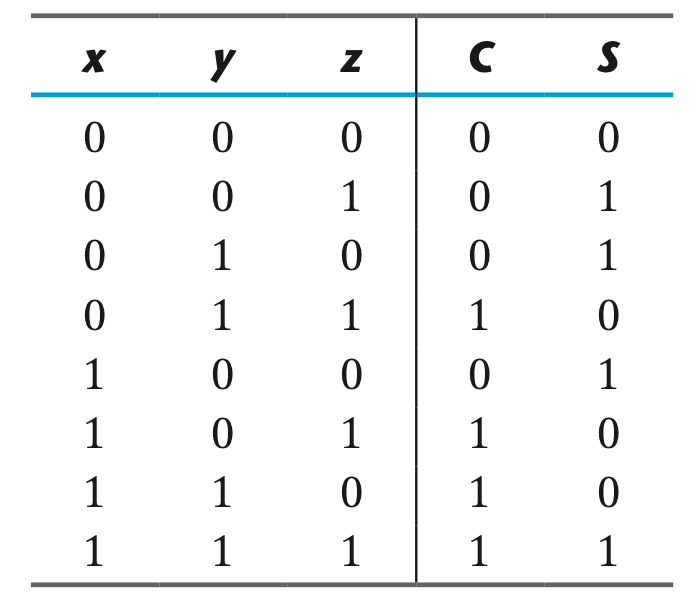 x y z C S
0 0 0 0 0
0 0 1 0 1
0 1 0 0 1
0 1 1 1 0
1 0 0 0 1
1 0 1 1 0
1 1 0 1 0
1 1 1 1 1